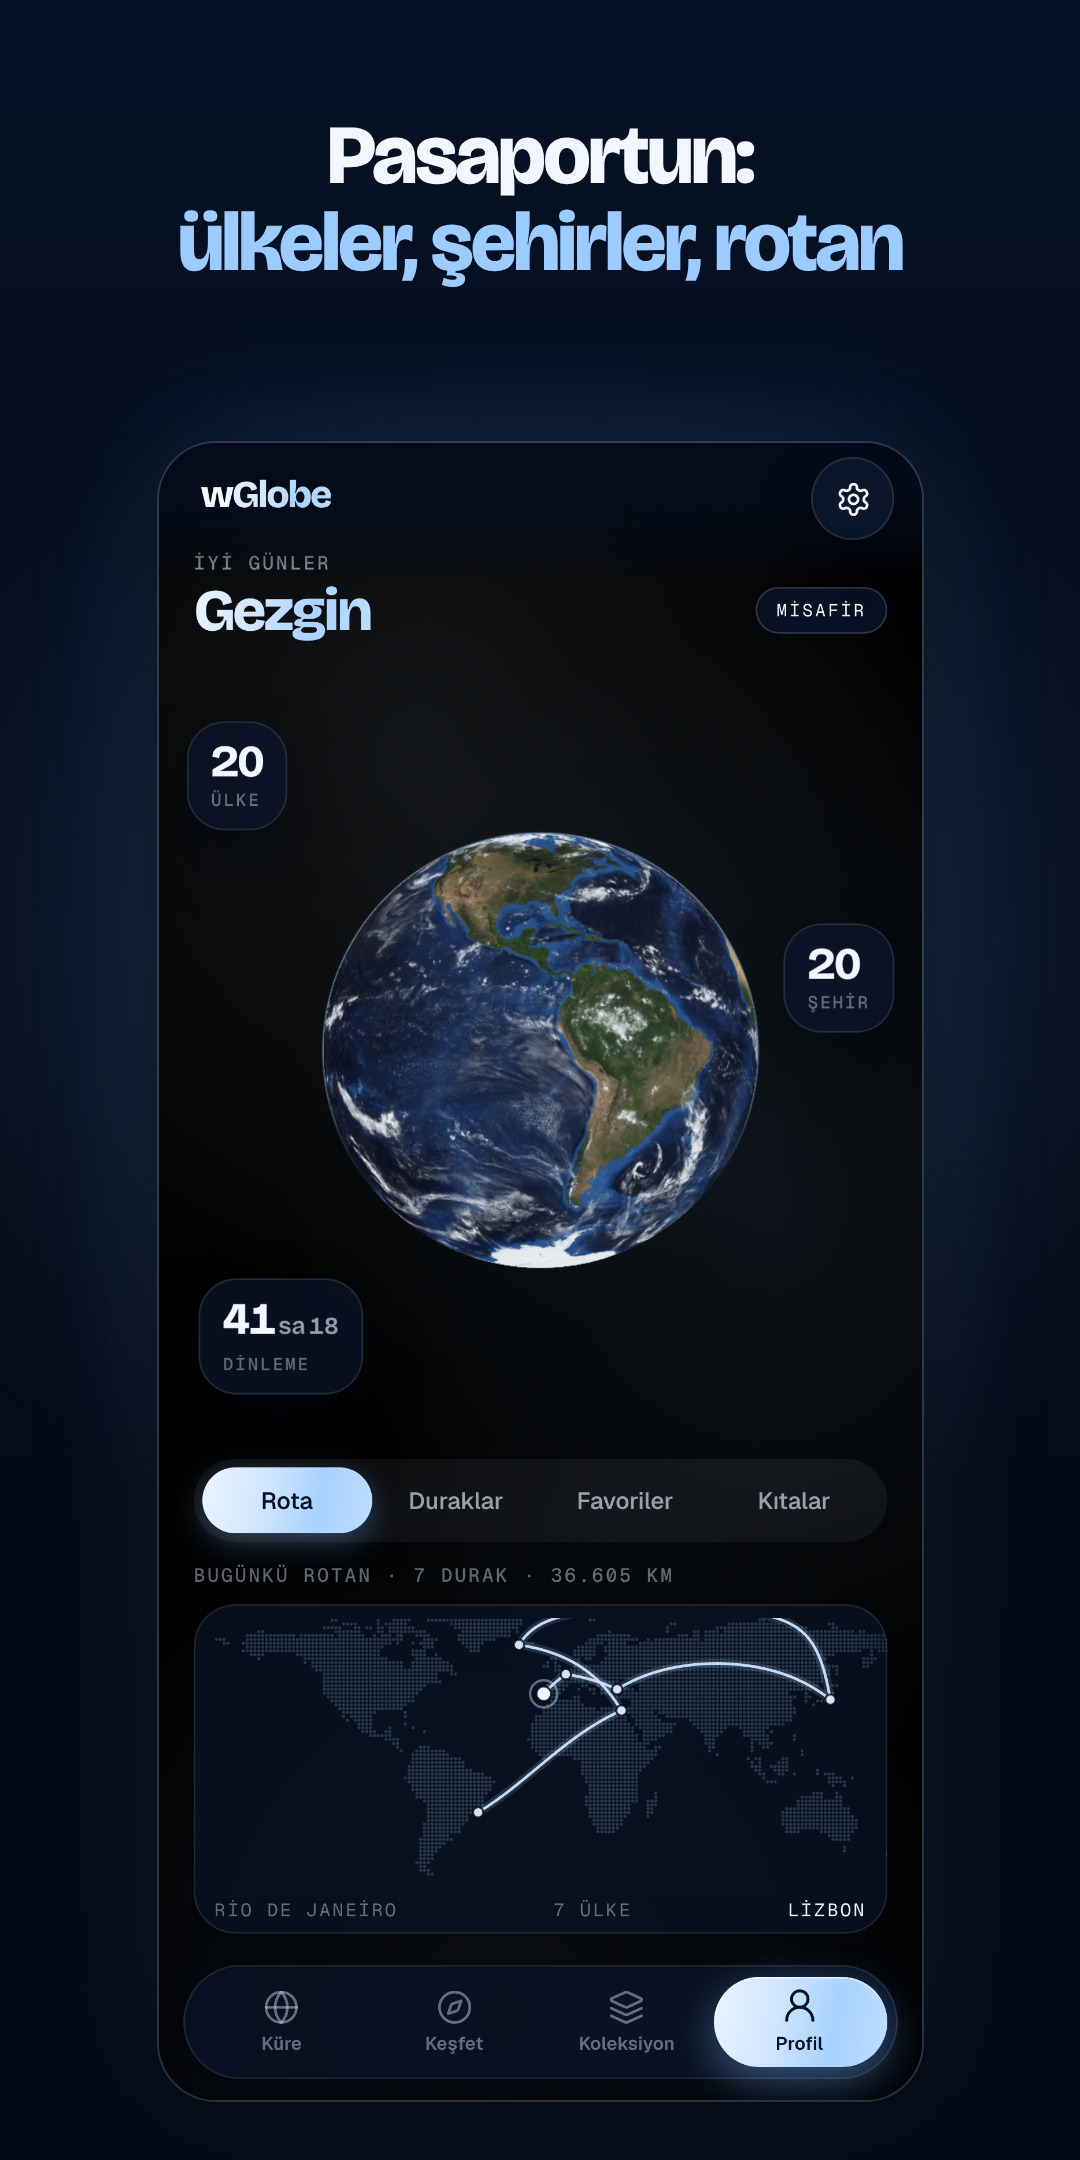 Pasaportun:
ülkeler, şehirler, rotan
wGlobe
İYİ GÜNLER
Gezgin
MİSAFİR
20
ÜLKE
20
ŞEHİR
41 sa 18
DİNLEME
Rota Duraklar Favoriler Kıtalar
BUGÜNKÜ ROTAN · 7 DURAK · 36.605 KM
RİO DE JANEİRO 7 ÜLKE LİZBON
Küre Keşfet Koleksiyon Profil